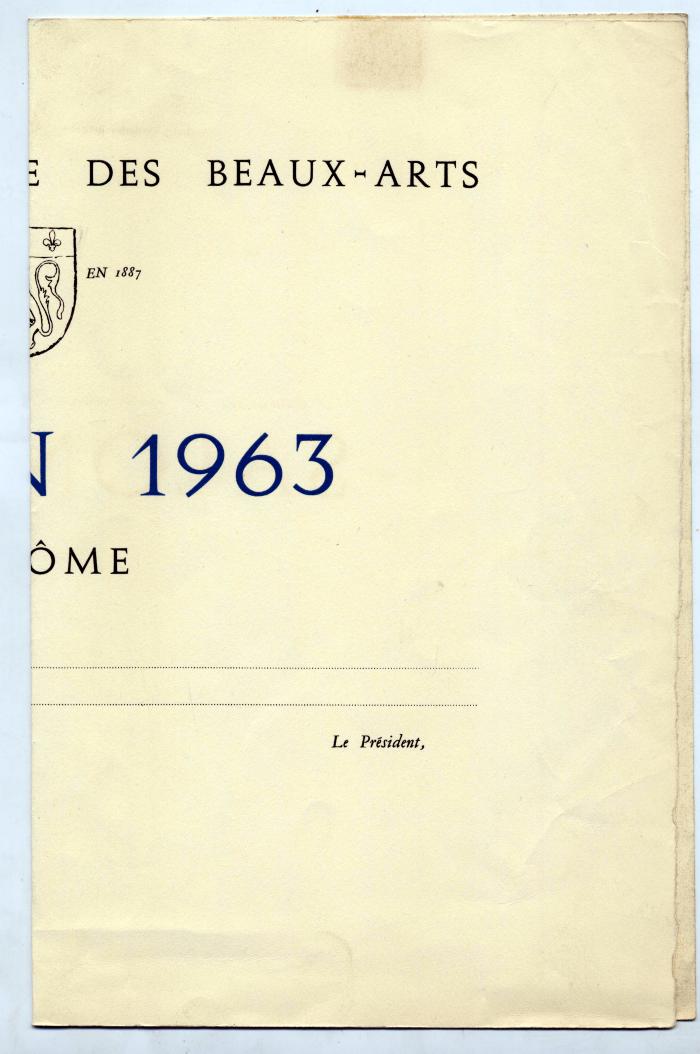 E DES BEAUX-ARTS
EN 1887
N 1963
ÔME
Le Président,